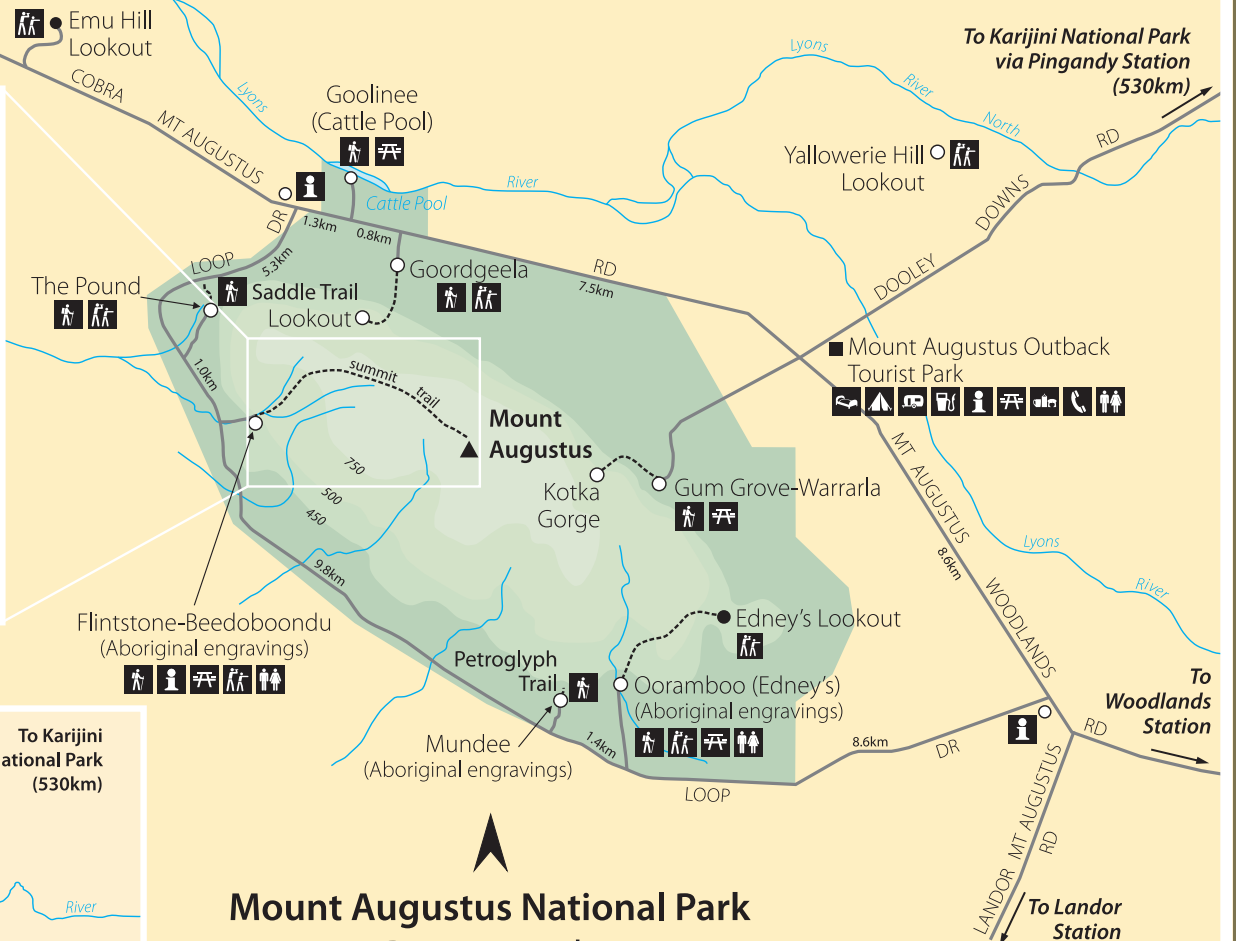 Emu Hill
Lookout
COBRA
MT AUGUSTUS
Lyons
Goolinee
(Cattle Pool)
Lyons
River
North
To Karijini National Park
via Pingandy Station
(530km)
RD
Yallowerie Hill
Lookout
DOWNS
DOOLEY
River
Cattle Pool
DR
1.3km
0.8km
LOOP
5.3km
RD
7.5km
The Pound
Saddle Trail
Lookout
Goordgeela
Mount Augustus Outback
Tourist Park
1.0km
summit
trail
Mount
Augustus
750
500
450
Kotka
Gorge
Gum Grove-Warrarla
MT AUGUSTUS
8.6km
WOODLANDS
Lyons
River
9.8km
Flintstone-Beedoboondu
(Aboriginal engravings)
Edney's Lookout
Petroglyph
Trail
Ooramboo (Edney's)
(Aboriginal engravings)
To
Woodlands
Station
RD
Mundee
(Aboriginal engravings)
1.4km
8.6km
DR
LOOP
LANDOR MT AUGUSTUS
RD
To Landor
Station
To Karijini
ational Park
(530km)
River
Mount Augustus National Park